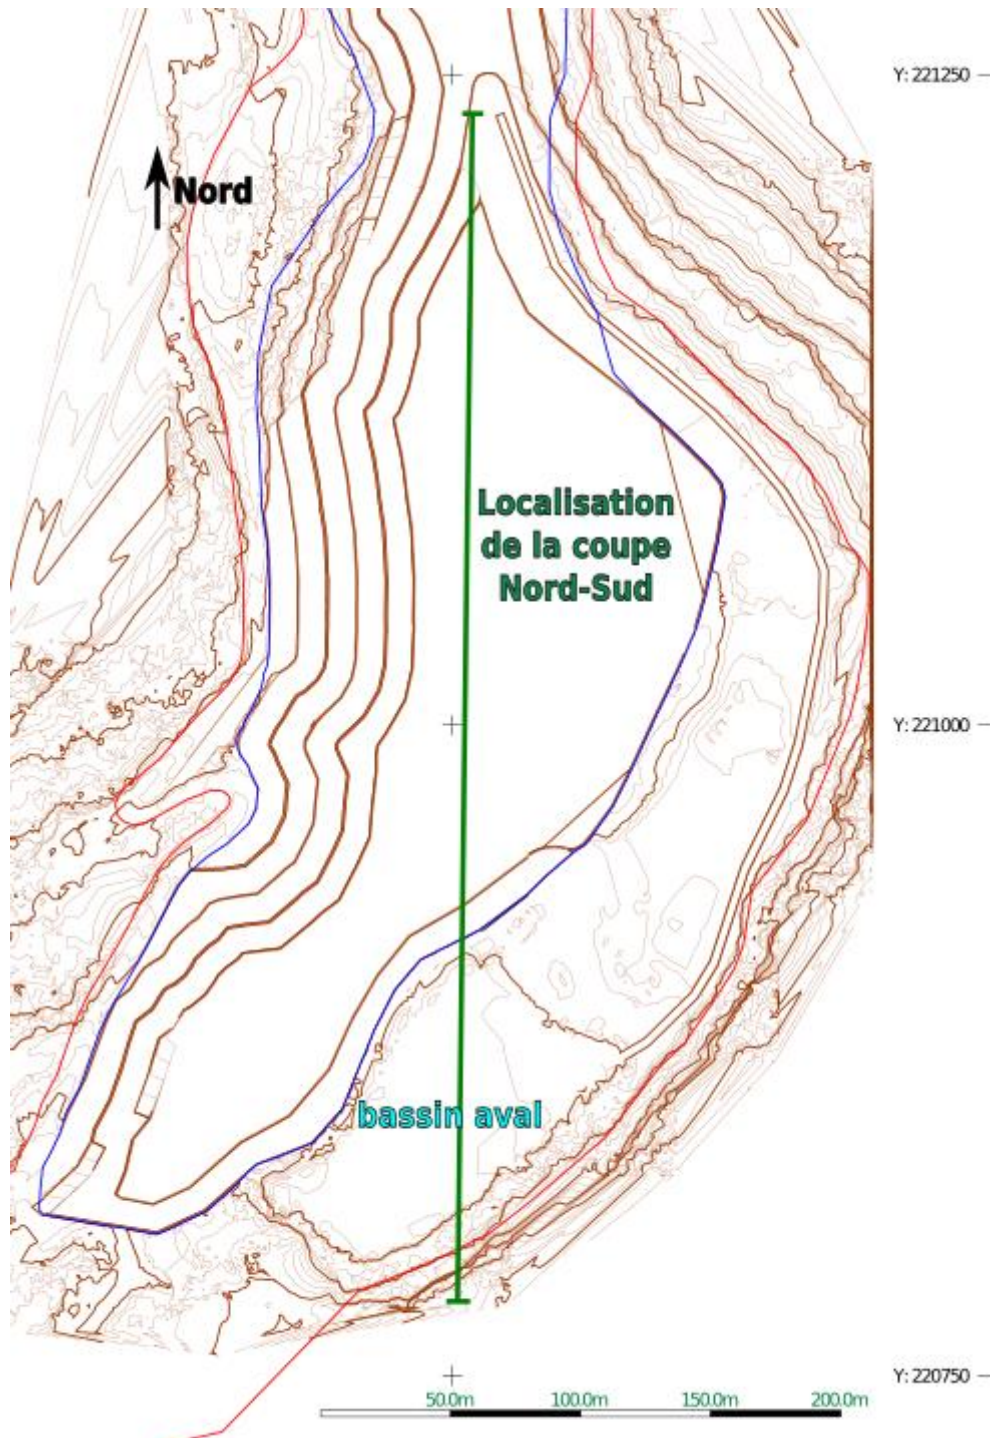 Y: 221250
Nord
Localisation
de la coupe
Nord-Sud
Y: 221000
bassin aval
Y: 220750
50.0m 100.0m 150.0m 200.0m